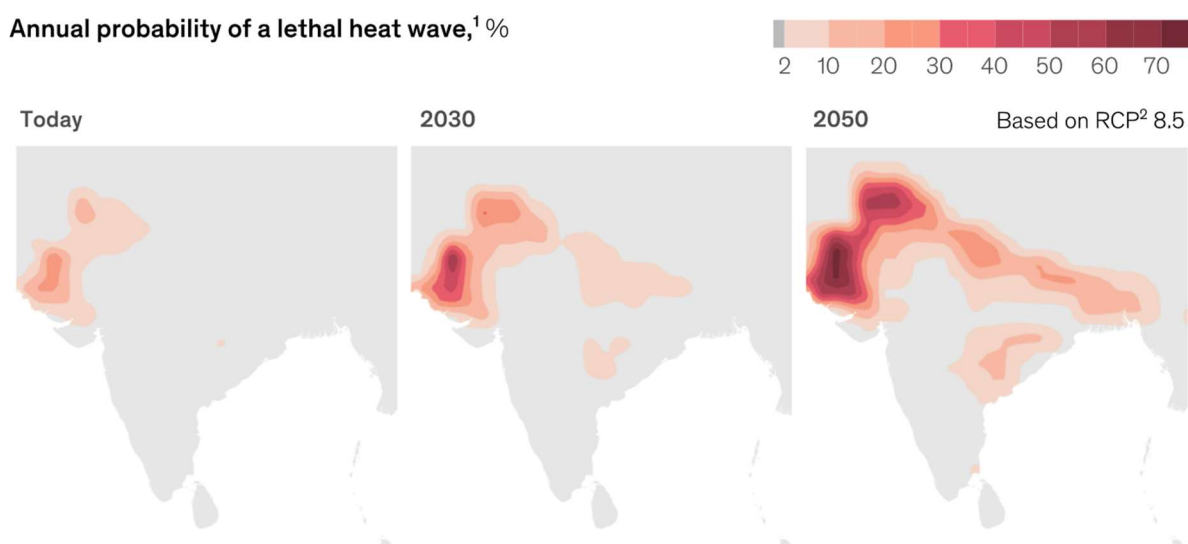 Annual probability of a lethal heat wave,¹ %
2 10 20 30 40 50 60 70
Today
2030
2050
Based on RCP² 8.5